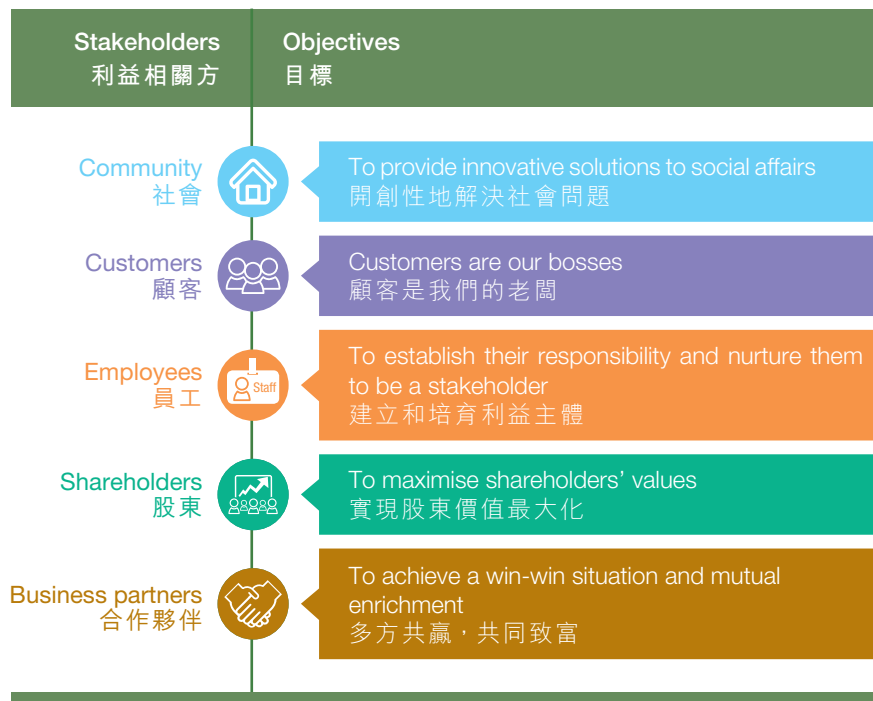 Stakeholders
利益相關方
Objectives
目標
Community
社會
To provide innovative solutions to social affairs
開創性地解決社會問題
Customers
顧客
Customers are our bosses
顧客是我們的老闆
Employees
員工
Staff
To establish their responsibility and nurture them
to be a stakeholder
建立和培育利益主體
Shareholders
股東
To maximise shareholders’ values
實現股東價值最大化
Business partners
合作夥伴
To achieve a win-win situation and mutual
enrichment
多方共贏，共同致富